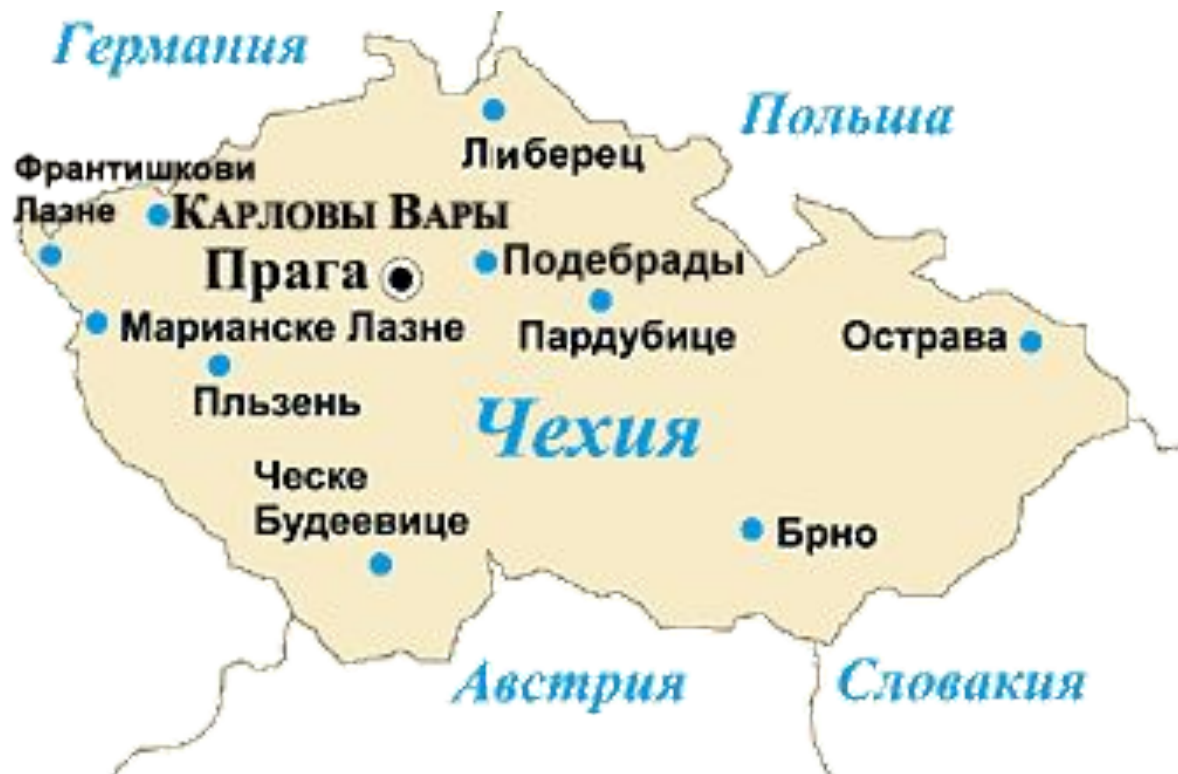 Германия
Польша
Либерец
Франтишкови
Лазне
Карловы Вары
Прага
Подебрады
Марианске Лазне
Пардубице
Острава
Пльзень
Чехия
Ческе
Будеевице
Брно
Австрия
Словакия